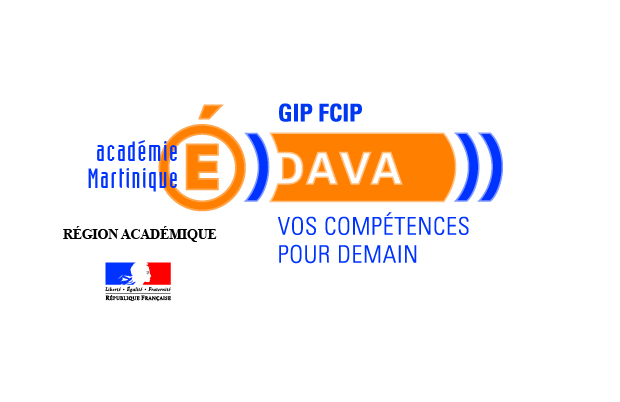 GIP FCIP
académie
Martinique
É
DAVA
VOS COMPÉTENCES
POUR DEMAIN
RÉGION ACADÉMIQUE
Liberté • Égalité • Fraternité
RÉPUBLIQUE FRANÇAISE